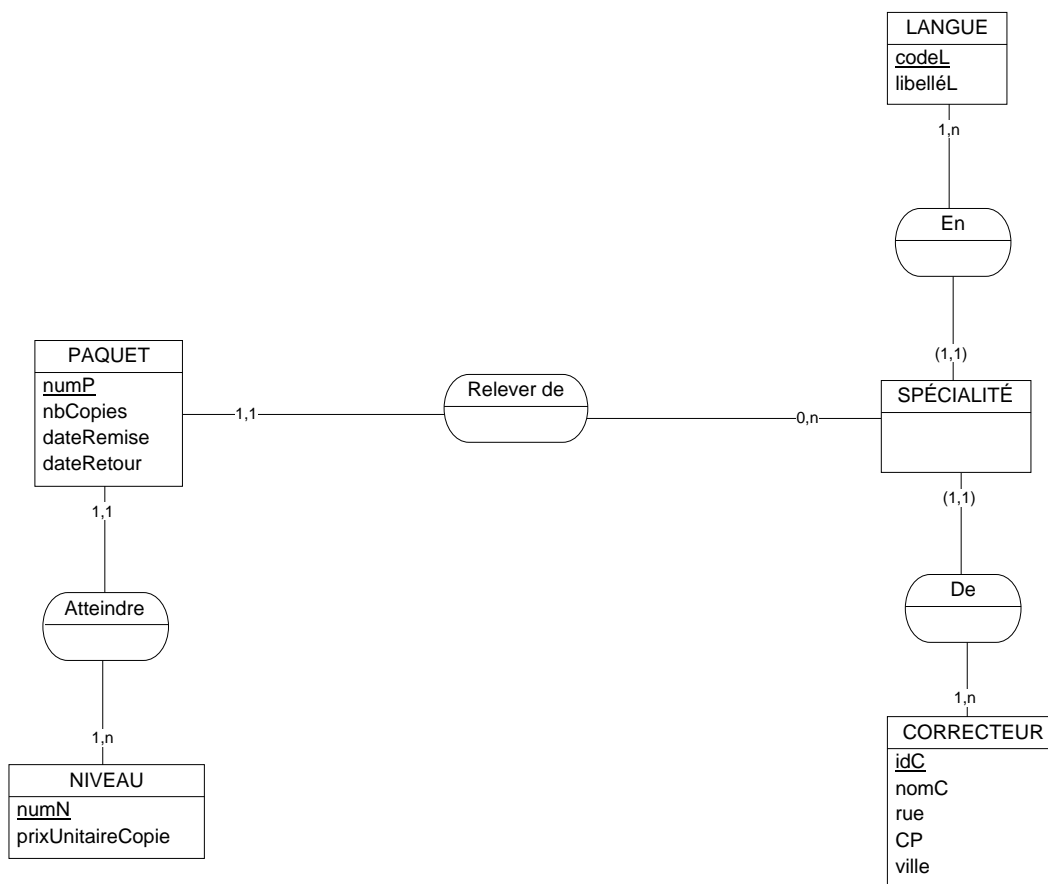 LANGUE
codeL
libelléL
1,n
En
(1,1)
PAQUET
numP
nbCopies
dateRemise
dateRetour
1,1
Relever de
0,n
SPÉCIALITÉ
1,1
(1,1)
Atteindre
De
1,n
1,n
NIVEAU
numN
prixUnitaireCopie
CORRECTEUR
idC
nomC
rue
CP
ville